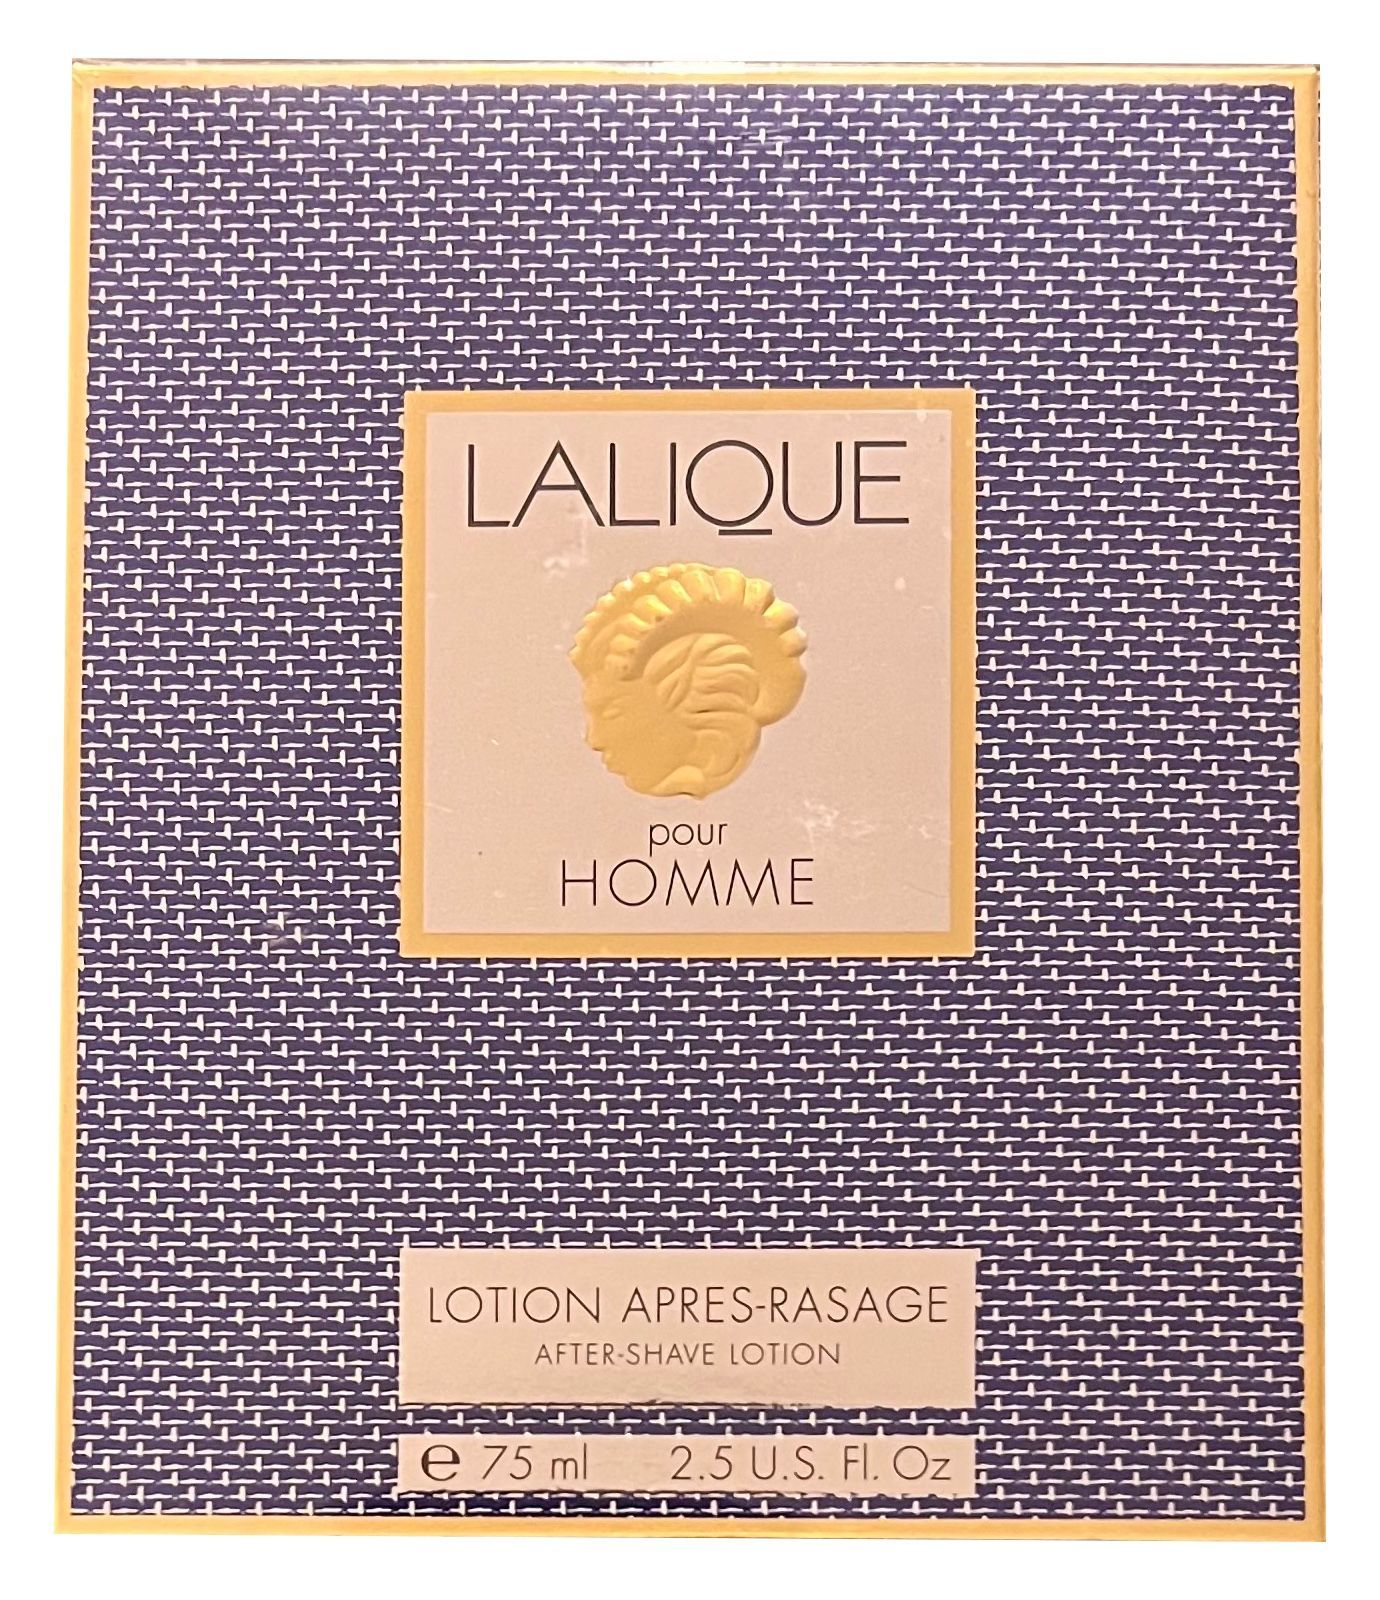 LALIQUE
pour
HOMME
LOTION APRES-RASAGE
AFTER-SHAVE LOTION
℮ 75 ml 2.5 U.S. Fl. Oz